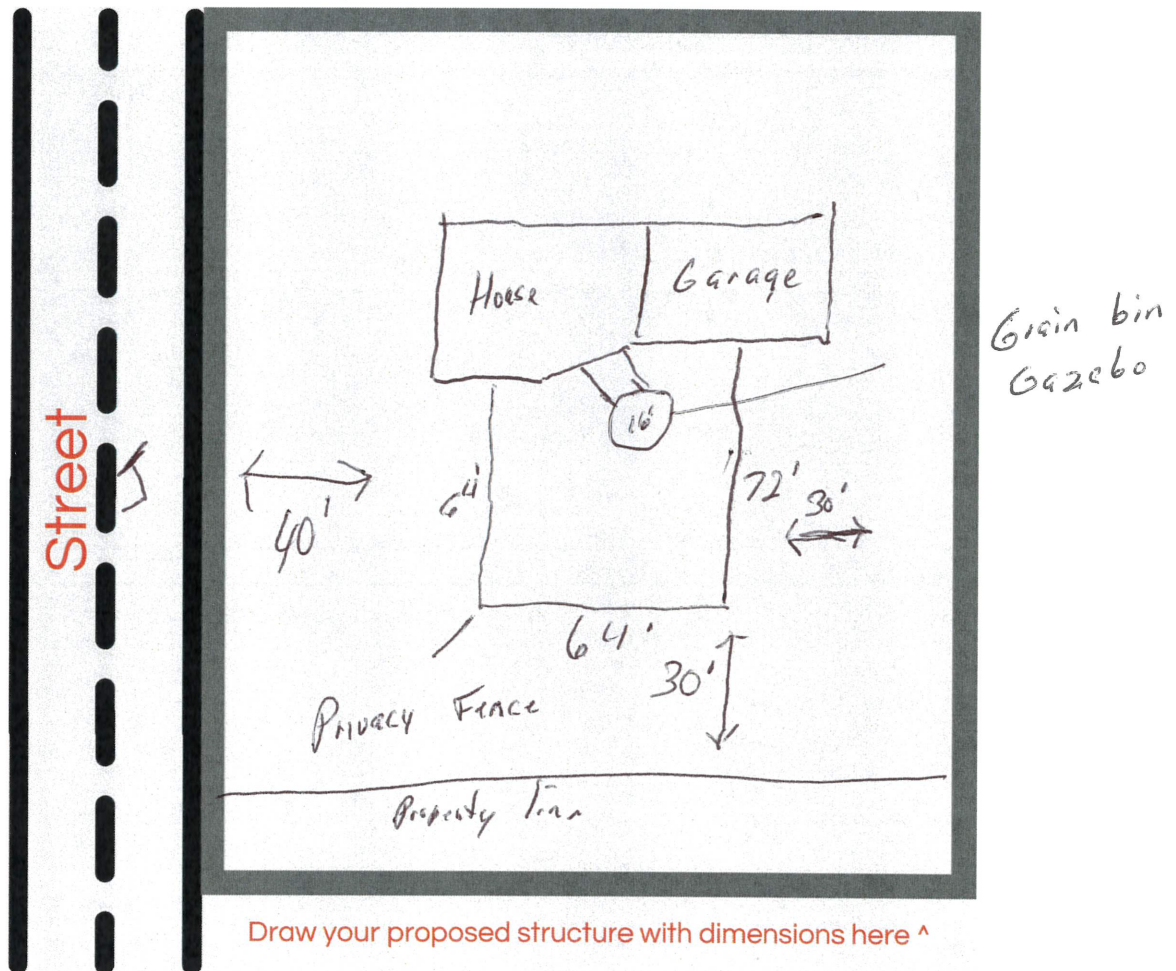 House
Garage
Grain bin
Gazebo
16'
Street
64'
72'
30'
40'
64'
30'
Privacy Fence
Property
Draw your proposed structure with dimensions here ^